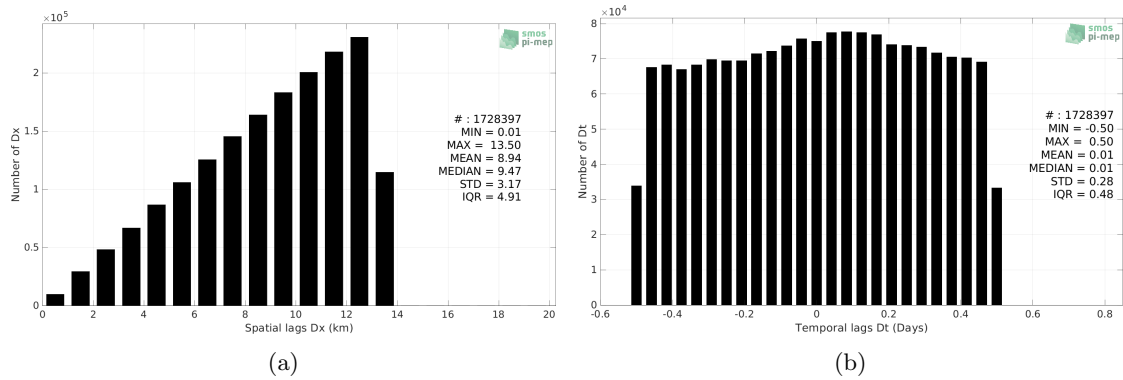 ×10⁵
smos
pi-mep
2
1.5
1
0.5
0
Number of Dx
# : 1728397
MIN = 0.01
MAX = 13.50
MEAN = 8.94
MEDIAN = 9.47
STD = 3.17
IQR = 4.91
0 2 4 6 8 10 12 14 16 18 20
Spatial lags Dx (km)
(a)
×10⁴
smos
pi-mep
8
7
6
5
4
3
2
1
0
Number of Dt
# : 1728397
MIN = -0.50
MAX = 0.50
MEAN = 0.01
MEDIAN = 0.01
STD = 0.28
IQR = 0.48
-0.6 -0.4 -0.2 0 0.2 0.4 0.6 0.8
Temporal lags Dt (Days)
(b)